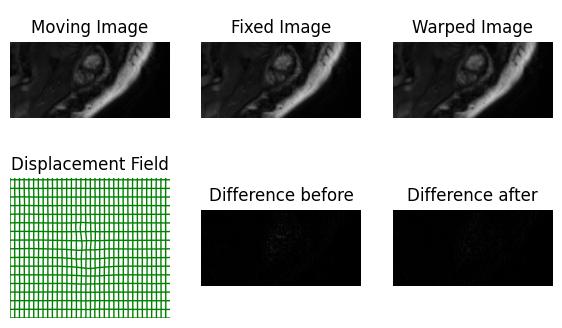 Moving Image
Fixed Image
Warped Image
Displacement Field
Difference before
Difference after